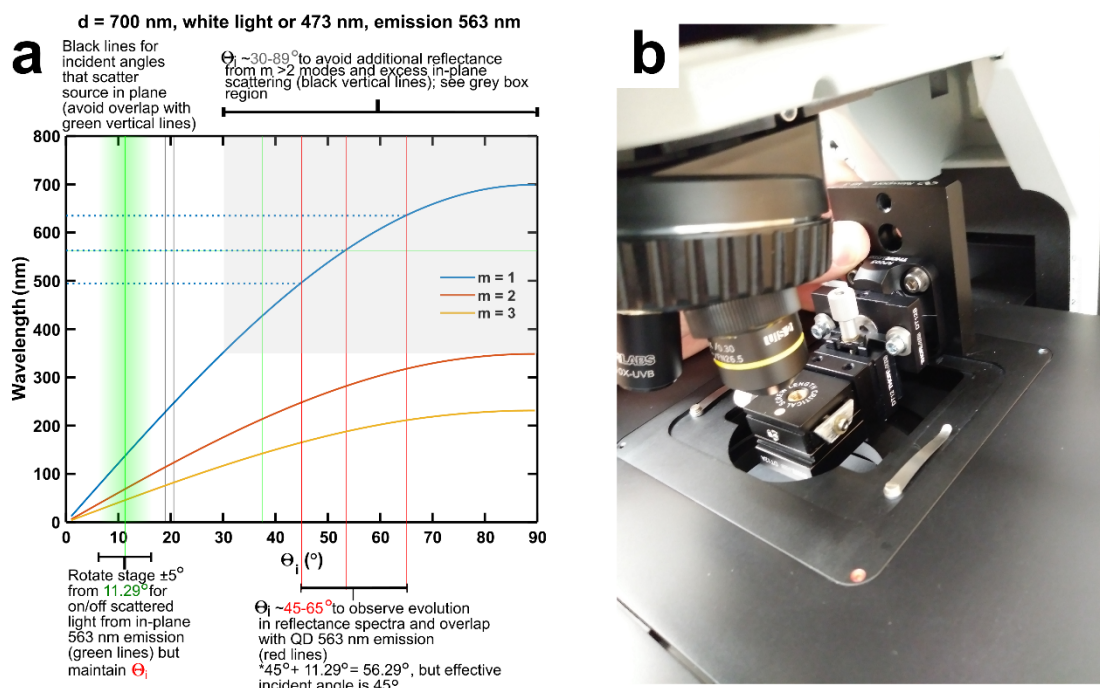 d = 700 nm, white light or 473 nm, emission 563 nm
a
Black lines for
incident angles
that scatter
source in plane
(avoid overlap with
green vertical lines)
Θi ~30-89° to avoid additional reflectance
from m >2 modes and excess in-plane
scattering (black vertical lines); see grey box
region
800
700
600
500
400
300
200
100
0
Wavelength (nm)
m = 1
m = 2
m = 3
0 10 20 30 40 50 60 70 80 90
Θi (°)
Rotate stage ±5°
from 11.29° for
on/off scattered
light from in-plane
563 nm emission
(green lines) but
maintain Θi
Θi ~45-65° to observe evolution
in reflectance spectra and overlap
with QD 563 nm emission
(red lines)
*45°+ 11.29°= 56.29°, but effective
incident angle is 45°
b
/0.30
LABS
X-UVB